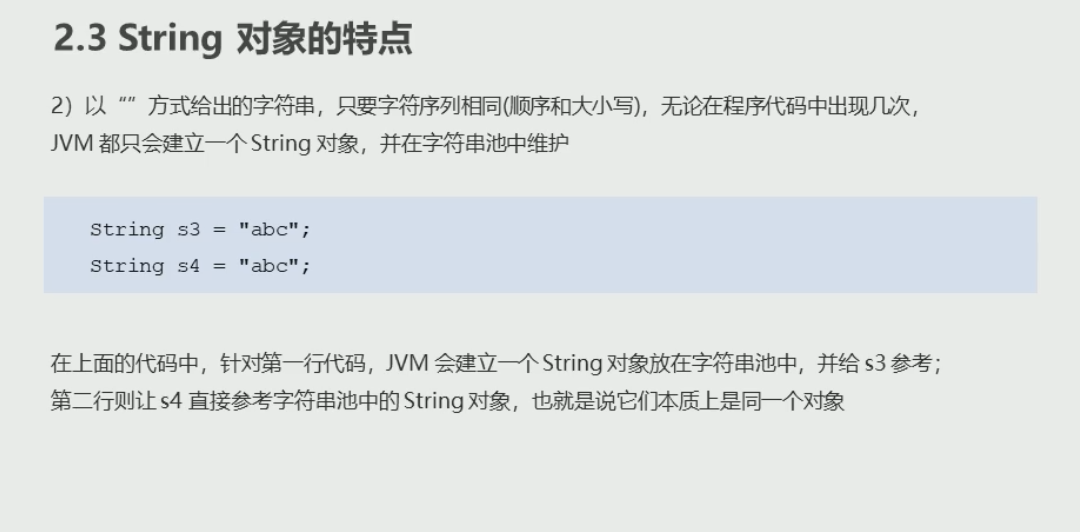 2.3 String 对象的特点
2）以“”方式给出的字符串，只要字符序列相同(顺序和大小写)，无论在程序代码中出现几次，
JVM 都只会建立一个 String 对象，并在字符串池中维护
String s3 = "abc";
String s4 = "abc";
在上面的代码中，针对第一行代码，JVM 会建立一个 String 对象放在字符串池中，并给 s3 参考；
第二行则让 s4 直接参考字符串池中的 String 对象，也就是说它们本质上是同一个对象